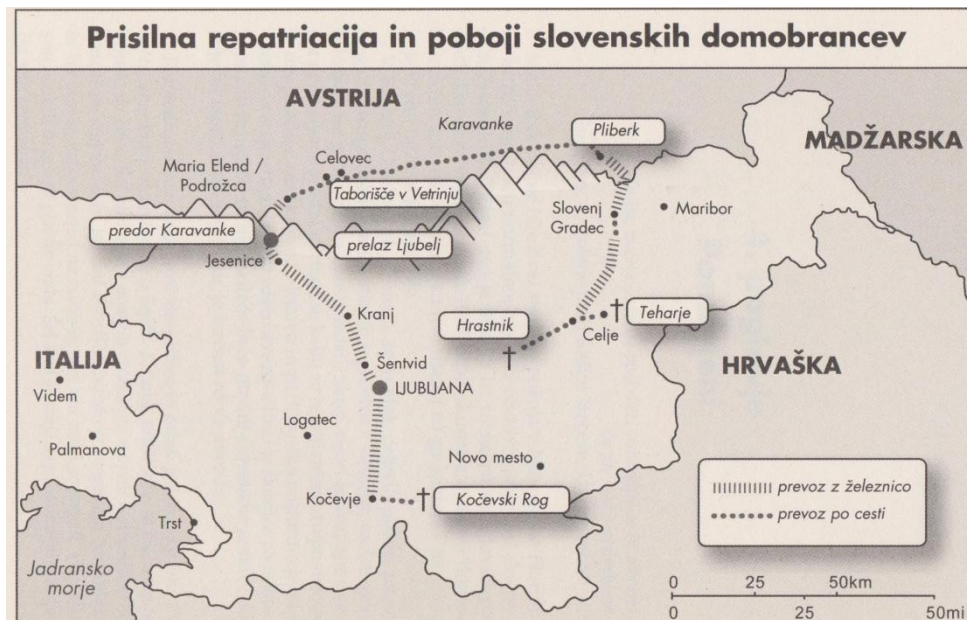 Prisilna repatriacija in poboji slovenskih domobrancev
AVSTRIJA
Karavanke
Pliberk
MADŽARSKA
Maria Elend /
Podrožca
Celovec
Taborišče v Vetrinju
predor Karavanke
prelaz Ljubelj
Slovenj
Gradec
Maribor
Jesenice
Kranj
Hrastnik
Celje
Teharje
ITALIJA
Videm
Šentvid
LJUBLJANA
HRVAŠKA
Palmanova
Logatec
Novo mesto
Kočevje
Kočevski Rog
Trst
Jadransko
morje
prevoz z železnico
prevoz po cesti
0 25 50km
0 25 50mi